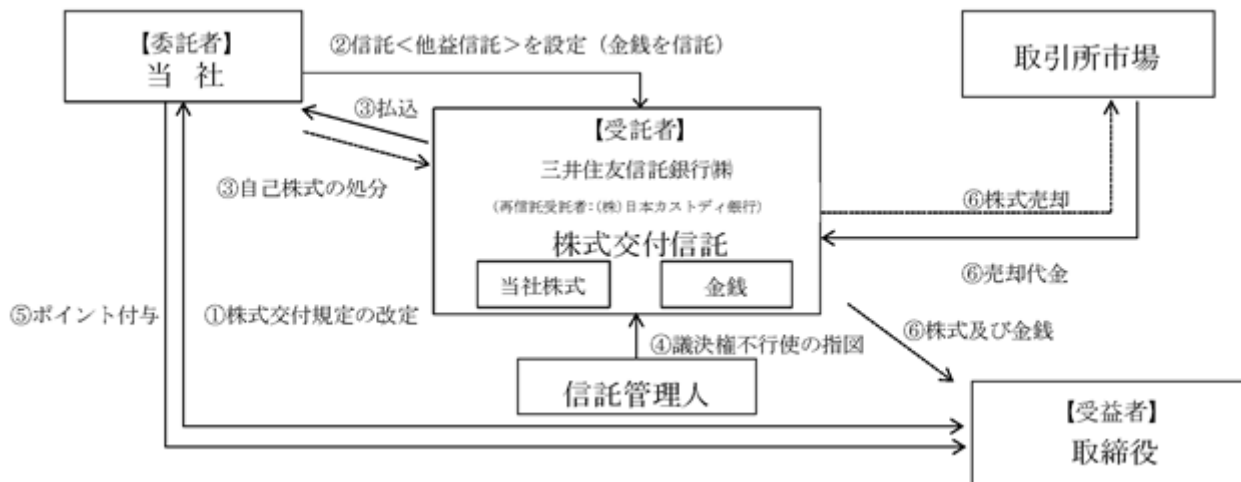 【委託者】
当 社
②信託＜他益信託＞を設定（金銭を信託）
取引所市場
③払込
③自己株式の処分
【受託者】
三井住友信託銀行㈱
（再信託受託者：（株）日本カストディ銀行）
株式交付信託
当社株式
金銭
⑥株式売却
⑥売却代金
⑤ポイント付与
①株式交付規定の改定
④議決権不行使の指図
⑥株式及び金銭
信託管理人
【受益者】
取締役